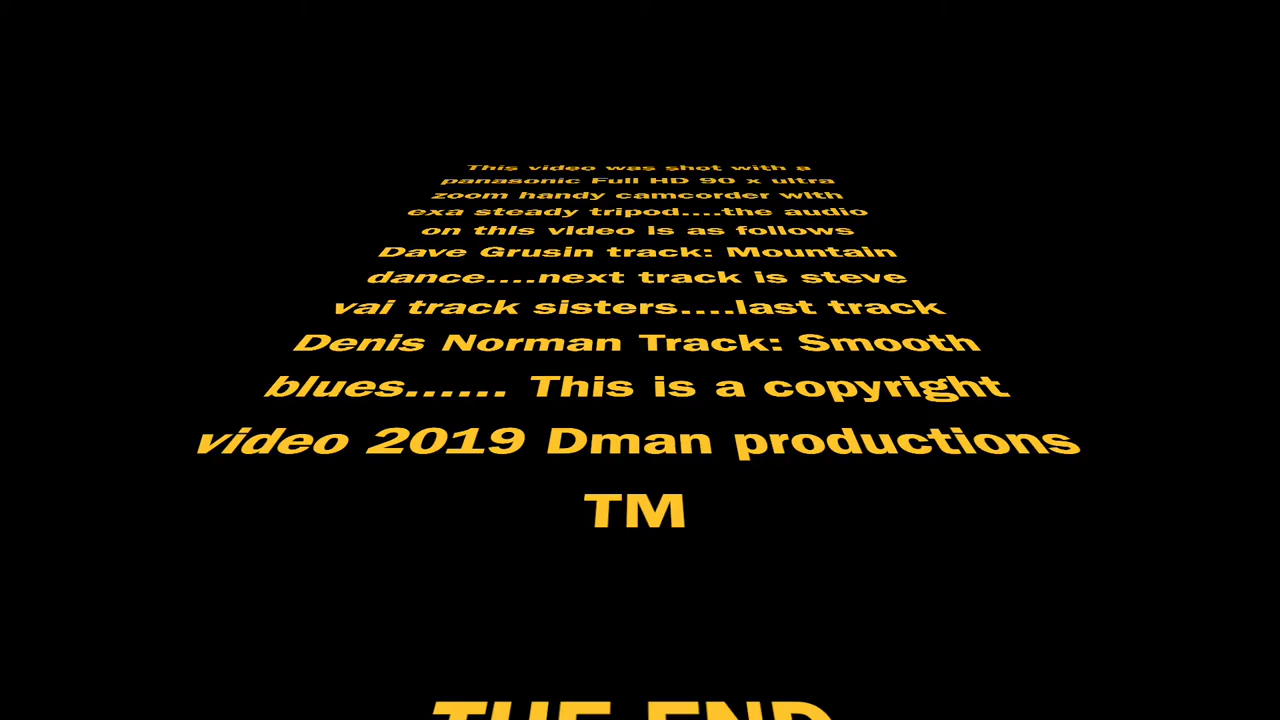 This video was shot with a
panasonic Full HD 90 x ultra
zoom handy camcorder with
exa steady tripod....the audio
on this video is as follows
Dave Grusin track: Mountain
dance....next track is steve
vai track sisters....last track
Denis Norman Track: Smooth
blues...... This is a copyright
video 2019 Dman productions
TM
THE END